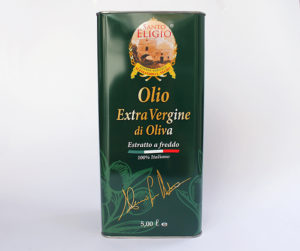 SANTO
ELIGIO
Olio
Extra Vergine
di Oliva
Estratto a freddo
100% Italiano
5,00 ℓ e